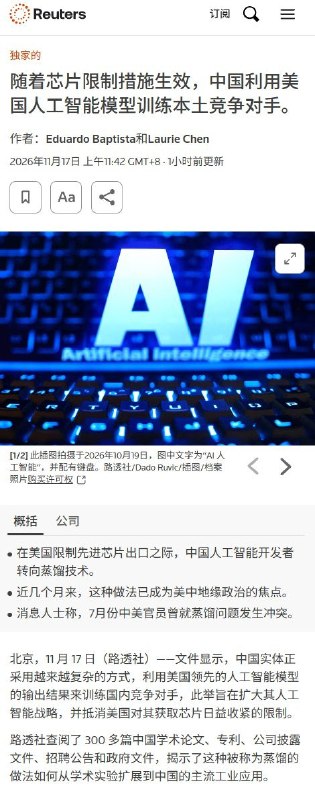 Reuters
订阅
独家的
随着芯片限制措施生效，中国利用美
国人工智能模型训练本土竞争对手。
作者：Eduardo Baptista和Laurie Chen
2026年11月17日 上午11:42 GMT+8 · 1小时前更新
Aa
AI
Artificial Intelligence
[1/2] 此插图拍摄于2026年10月19日，图中文字为“AI 人
工智能”，并配有键盘。路透社/Dado Ruvic/插图/档案
照片购买许可权
概括 公司
在美国限制先进芯片出口之际，中国人工智能开发者
转向蒸馏技术。
近几个月来，这种做法已成为美中地缘政治的焦点。
消息人士称，7月份中美官员曾就蒸馏问题发生冲突。
北京，11 月 17 日（路透社）——文件显示，中国实体正
采用越来越复杂的方式，利用美国领先的人工智能模型
的输出结果来训练国内竞争对手，此举旨在扩大其人工
智能战略，并抵消美国对其获取芯片日益收紧的限制。
路透社查阅了 300 多篇中国学术论文、专利、公司披露
文件、招聘公告和政府文件，揭示了这种被称为蒸馏的
做法如何从学术实验扩展到中国的主流工业应用。